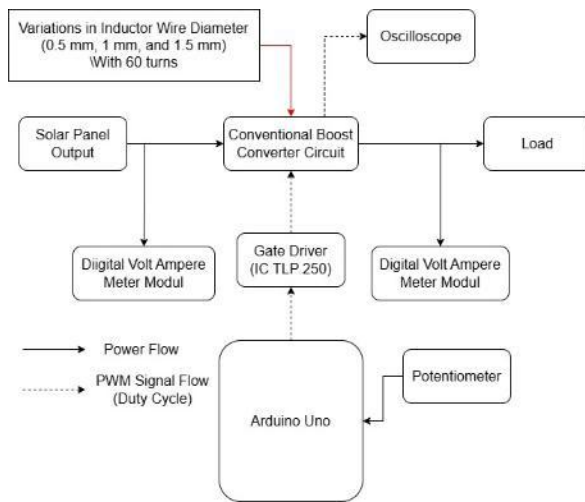 Variations in Inductor Wire Diameter
(0.5 mm, 1 mm, and 1.5 mm)
\With 60 turns
Oscilloscope
Solar Panel
Output
Conventional Boost
Converter Circuit
Load
Diigital Volt Ampere
Meter Modul
Gate Driver
(IC TLP 250)
Digital Volt Ampere
Meter Modul
Power Flow
PWM Signal Flow
(Duty Cycle)
Arduino Uno
Potentiometer